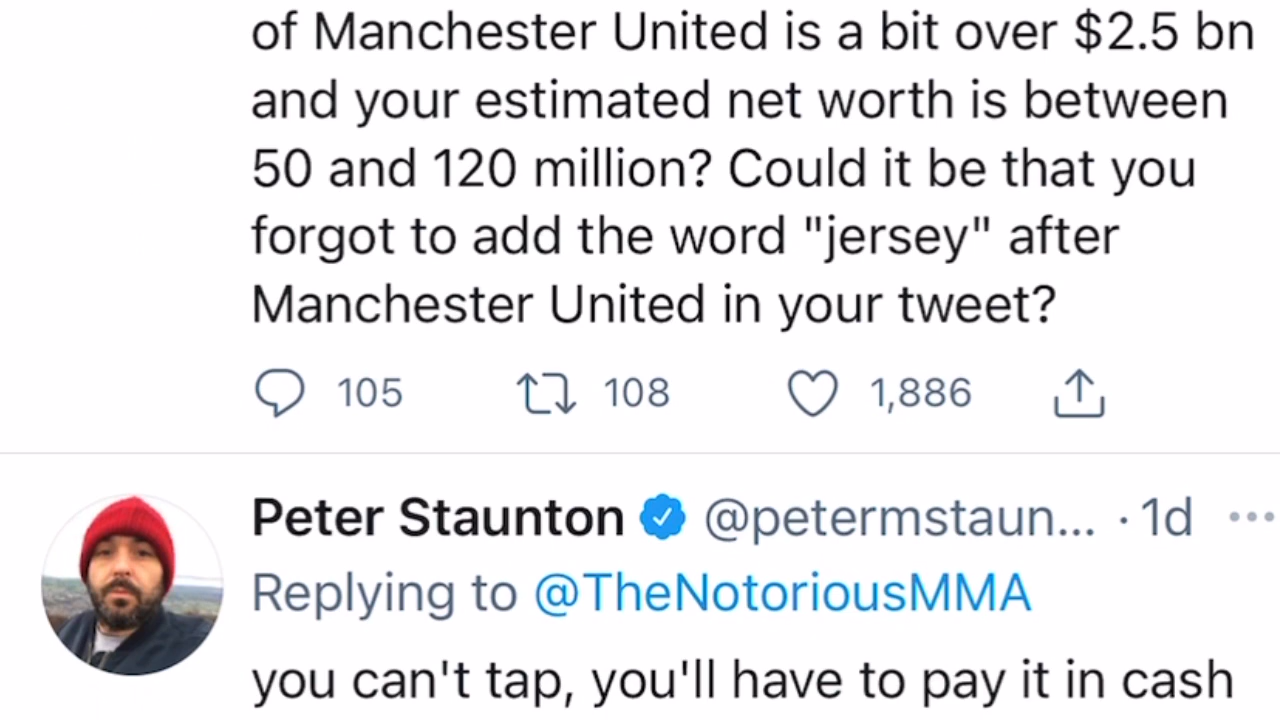 of Manchester United is a bit over $2.5 bn
and your estimated net worth is between
50 and 120 million? Could it be that you
forgot to add the word "jersey" after
Manchester United in your tweet?
105 108 1,886
Peter Staunton @petermstaun... · 1d
Replying to @TheNotoriousMMA
you can't tap, you'll have to pay it in cash